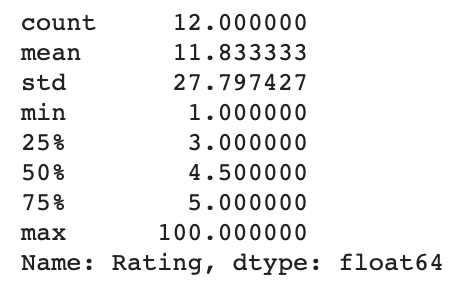 count     12.000000
mean      11.833333
std       27.797427
min        1.000000
25%        3.000000
50%        4.500000
75%        5.000000
max      100.000000
Name: Rating, dtype: float64